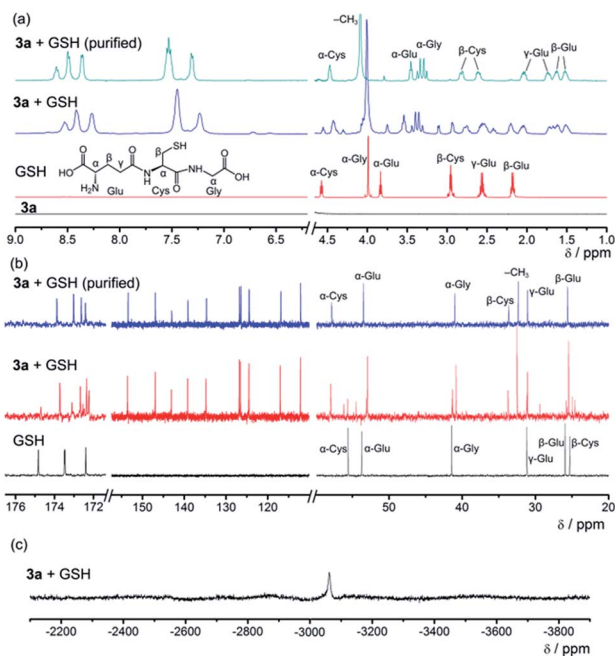 (a)
–CH₃
3a + GSH (purified)
α-Cys α-Glu α-Gly β-Cys γ-Glu β-Glu
3a + GSH
GSH
SH
HO₂C α β γ N H β α O H N α CO₂H
H₂N Glu O Cys Gly
α-Cys α-Gly α-Glu β-Cys γ-Glu β-Glu
3a
9.0 8.5 8.0 7.5 7.0 6.5 4.5 4.0 3.5 3.0 2.5 2.0 1.5 1.0
δ / ppm
(b)
3a + GSH (purified)
α-Cys α-Glu α-Gly β-Cys –CH₃ γ-Glu β-Glu
3a + GSH
GSH
α-Cys α-Glu α-Gly γ-Glu β-Glu β-Cys
176 174 172 150 140 130 120 50 40 30 20
δ / ppm
(c)
3a + GSH
-2200 -2400 -2600 -2800 -3000 -3200 -3400 -3600 -3800
δ / ppm